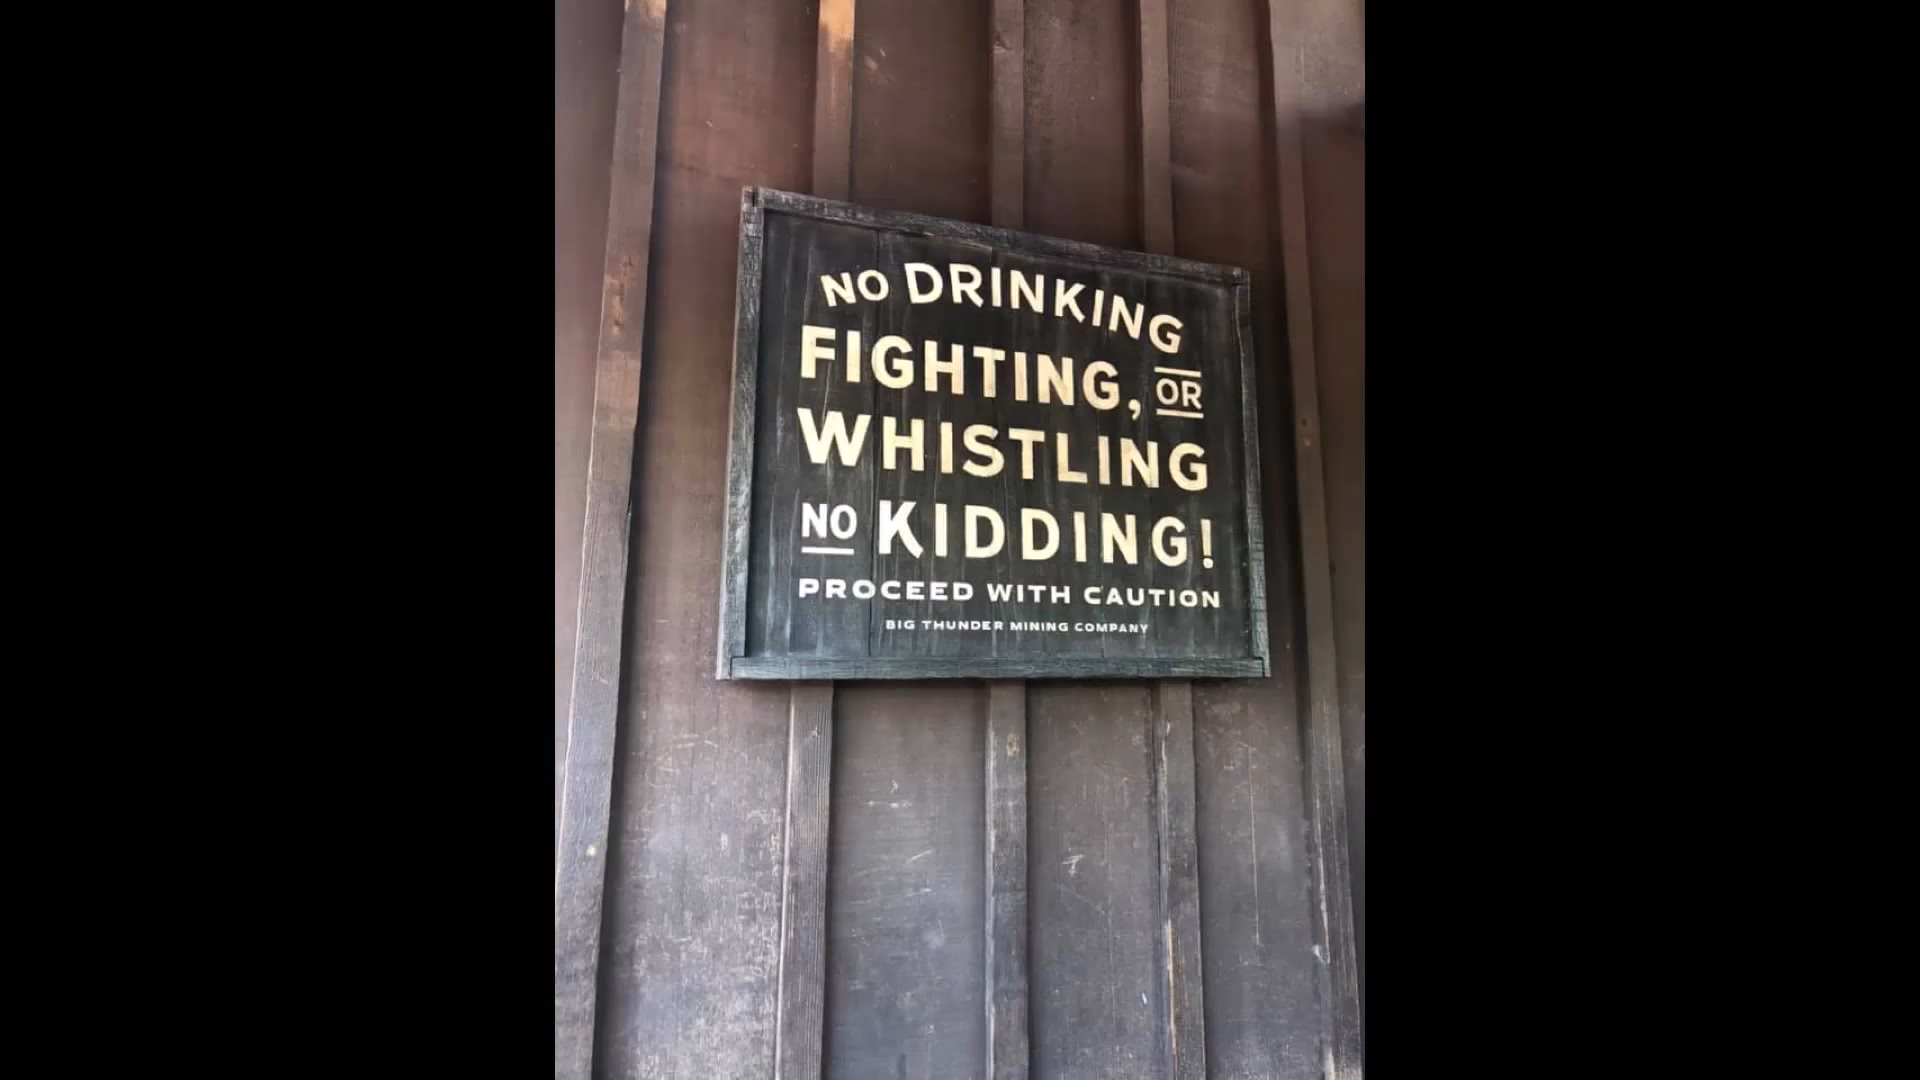 NO DRINKING
FIGHTING, OR
WHISTLING
NO KIDDING!
PROCEED WITH CAUTION
BIG THUNDER MINING COMPANY